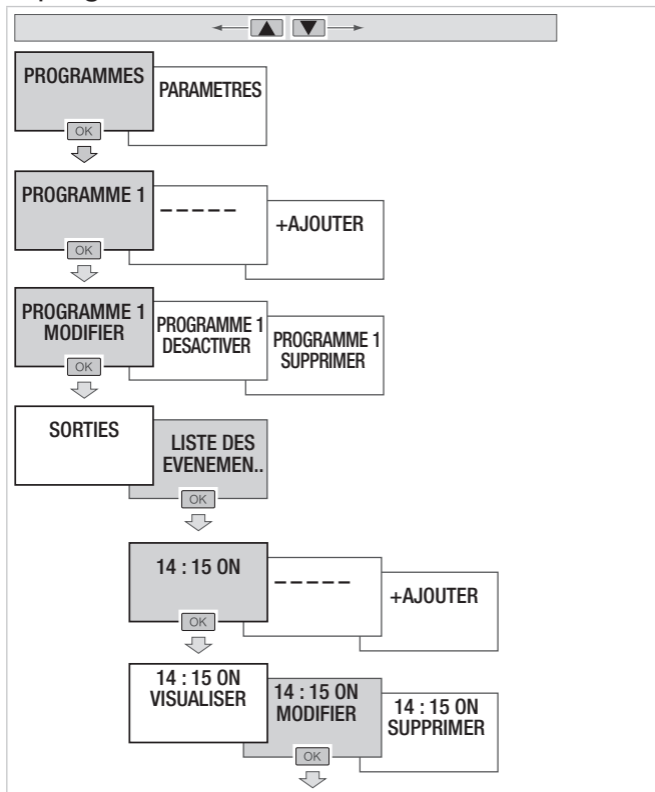 PROGRAMMES
PARAMETRES
OK
PROGRAMME 1
-----
+AJOUTER
OK
PROGRAMME 1
MODIFIER
PROGRAMME 1
DESACTIVER
PROGRAMME 1
SUPPRIMER
OK
SORTIES
LISTE DES
EVENEMEN..
OK
14 : 15 ON
-----
+AJOUTER
OK
14 : 15 ON
VISUALISER
14 : 15 ON
MODIFIER
14 : 15 ON
SUPPRIMER
OK